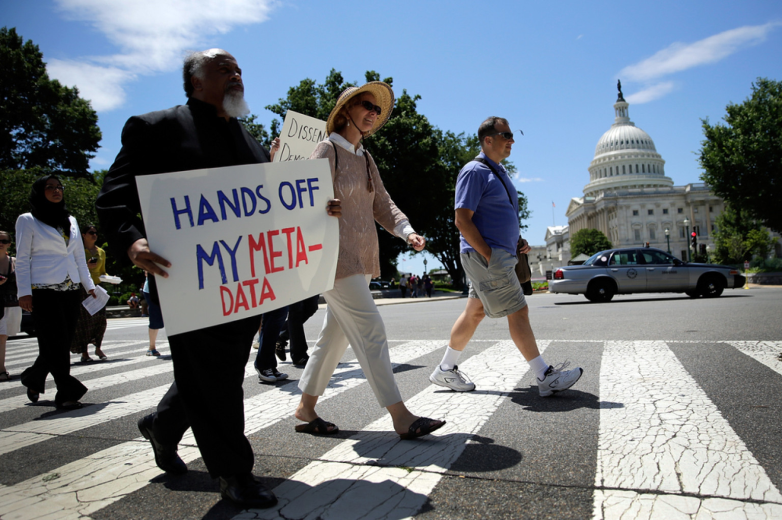 HANDS OFF
MY META-
DATA
DISSEN